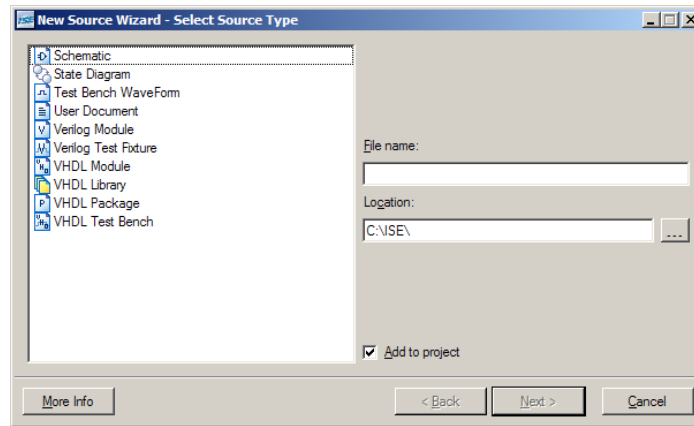 ISE New Source Wizard - Select Source Type
Schematic
State Diagram
Test Bench WaveForm
User Document
Verilog Module
Verilog Test Fixture
VHDL Module
VHDL Library
VHDL Package
VHDL Test Bench
File name:
Location:
C:\ISE\
...
Add to project
More Info
< Back
Next >
Cancel